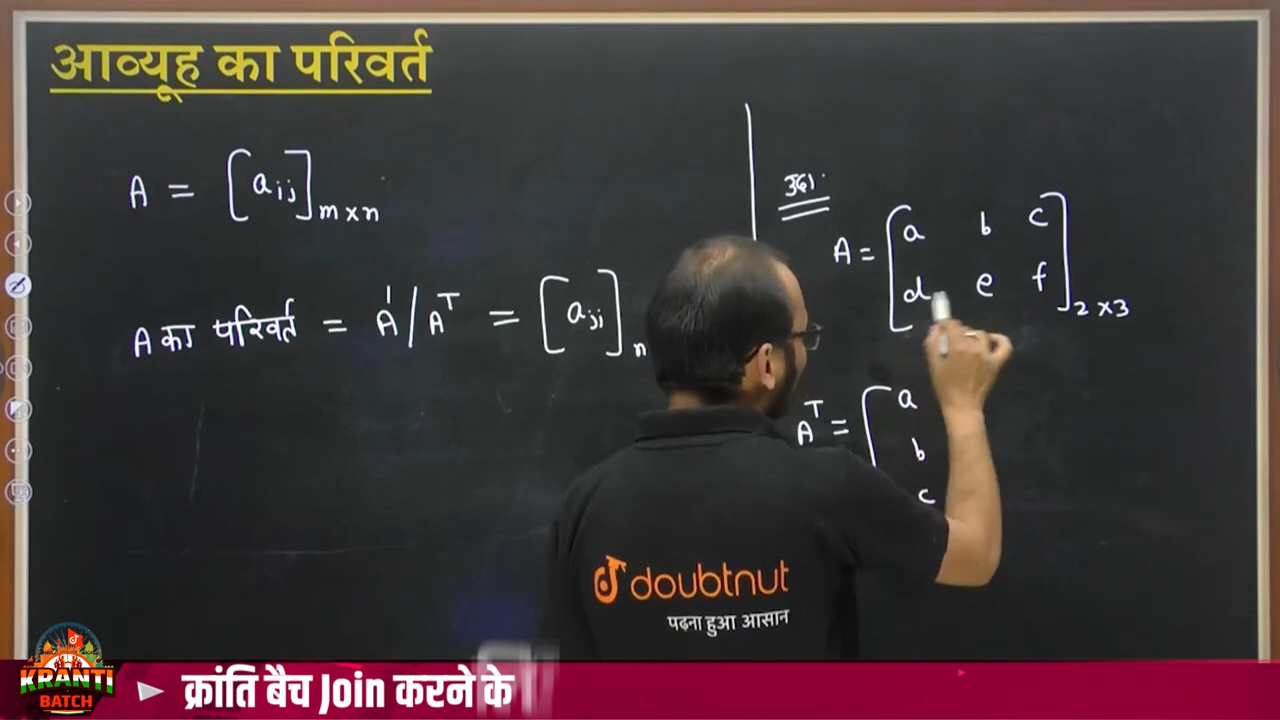 आव्यूह का परिवर्त
A = [aij]m×n
A का परिवर्त = A'/Aᵀ = [aji]n
उदा.
A = [a b c
d e f]2×3
Aᵀ = [a
b
c
doubtnut
पढ़ना हुआ आसान
KRANTI
BATCH
क्रांति बैच Join करने के